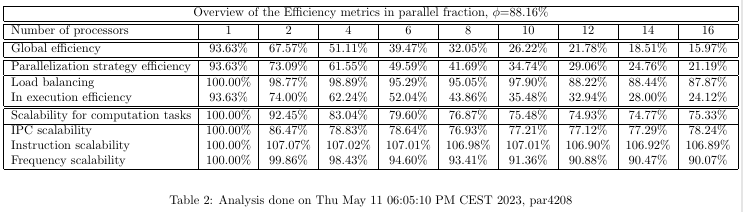 Overview of the Efficiency metrics in parallel fraction, ϕ=88.16%
Number of processors 1 2 4 6 8 10 12 14 16
Global efficiency 93.63% 67.57% 51.11% 39.47% 32.05% 26.22% 21.78% 18.51% 15.97%
Parallelization strategy efficiency 93.63% 73.09% 61.55% 49.59% 41.69% 34.74% 29.06% 24.76% 21.19%
Load balancing 100.00% 98.77% 98.89% 95.29% 95.05% 97.90% 88.22% 88.44% 87.87%
In execution efficiency 93.63% 74.00% 62.24% 52.04% 43.86% 35.48% 32.94% 28.00% 24.12%
Scalability for computation tasks 100.00% 92.45% 83.04% 79.60% 76.87% 75.48% 74.93% 74.77% 75.33%
IPC scalability 100.00% 86.47% 78.83% 78.64% 76.93% 77.21% 77.12% 77.29% 78.24%
Instruction scalability 100.00% 107.07% 107.02% 107.01% 106.98% 107.01% 106.90% 106.92% 106.89%
Frequency scalability 100.00% 99.86% 98.43% 94.60% 93.41% 91.36% 90.88% 90.47% 90.07%
Table 2: Analysis done on Thu May 11 06:05:10 PM CEST 2023, par4208